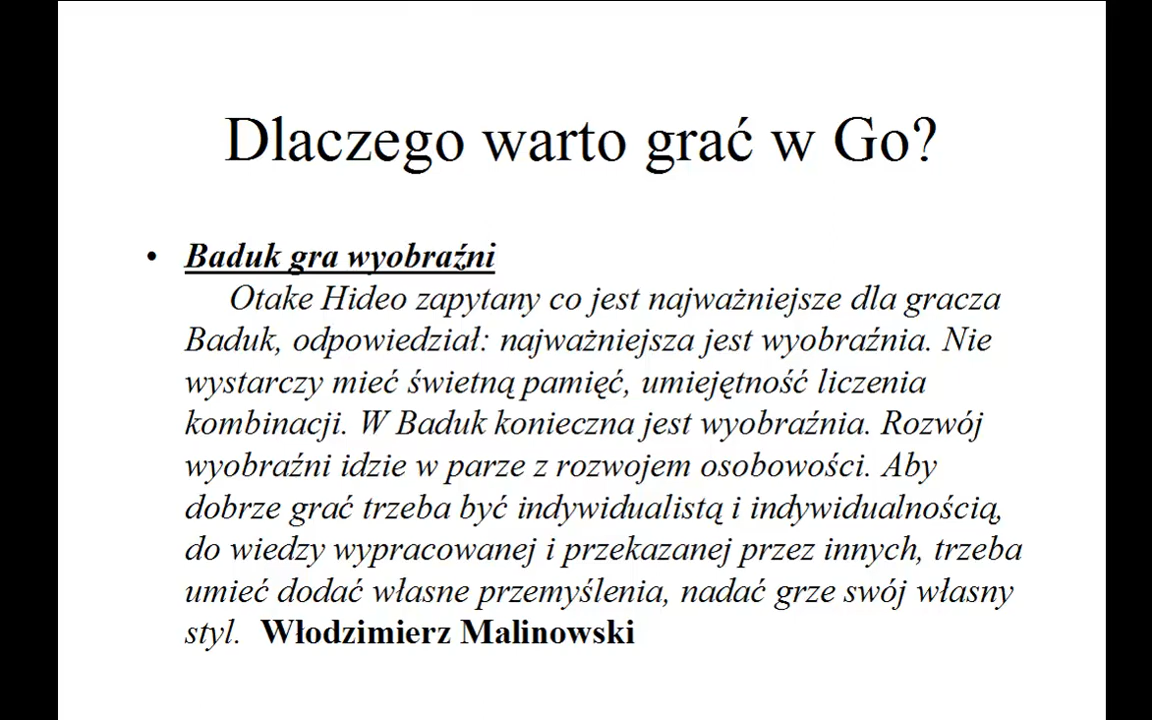 Dlaczego warto grać w Go?
• Baduk gra wyobraźni
Otake Hideo zapytany co jest najważniejsze dla gracza
Baduk, odpowiedział: najważniejsza jest wyobraźnia. Nie
wystarczy mieć świetną pamięć, umiejętność liczenia
kombinacji. W Baduk konieczna jest wyobraźnia. Rozwój
wyobraźni idzie w parze z rozwojem osobowości. Aby
dobrze grać trzeba być indywidualistą i indywidualnością,
do wiedzy wypracowanej i przekazanej przez innych, trzeba
umieć dodać własne przemyślenia, nadać grze swój własny
styl. Włodzimierz Malinowski